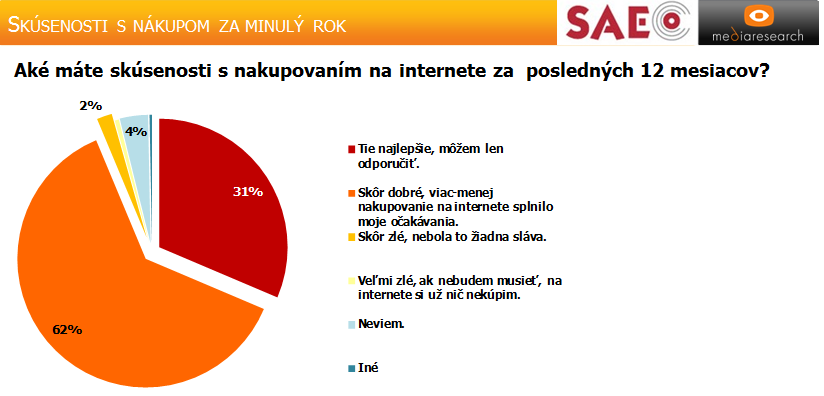 SKÚSENOSTI S NÁKUPOM ZA MINULÝ ROK
SAEC
mediaresearch
Aké máte skúsenosti s nakupovaním na internete za posledných 12 mesiacov?
2%
4%
31%
62%
Tie najlepšie, môžem len
odporučiť.
Skôr dobré, viac-menej
nakupovanie na internete splnilo
moje očakávania.
Skôr zlé, nebola to žiadna sláva.
Veľmi zlé, ak nebudem musieť, na
internete si už nič nekúpim.
Neviem.
Iné